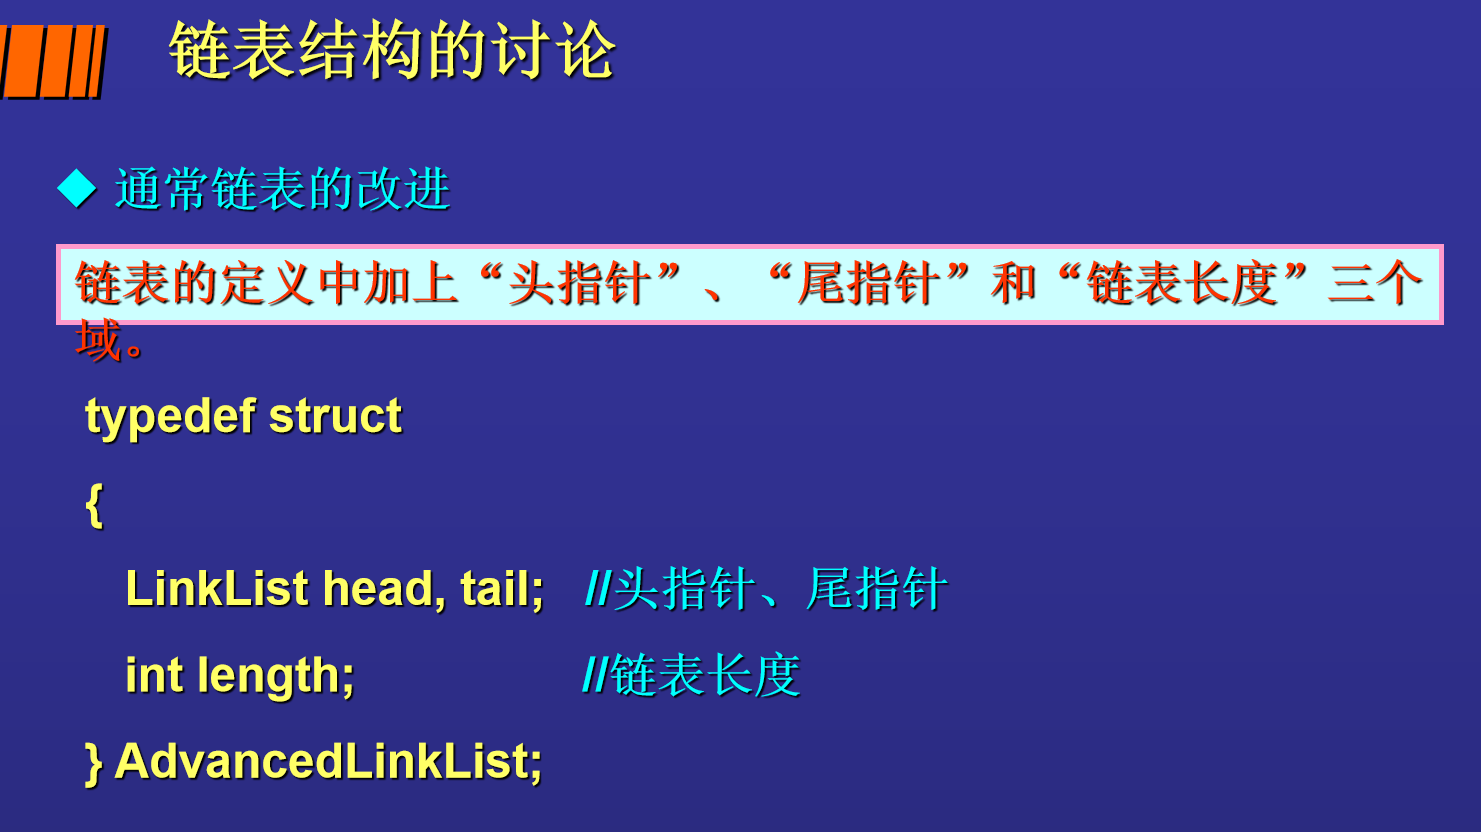 链表结构的讨论
通常链表的改进
链表的定义中加上“头指针”、“尾指针”和“链表长度”三个
域。
typedef struct
{
LinkList head, tail; //头指针、尾指针
int length; //链表长度
} AdvancedLinkList;